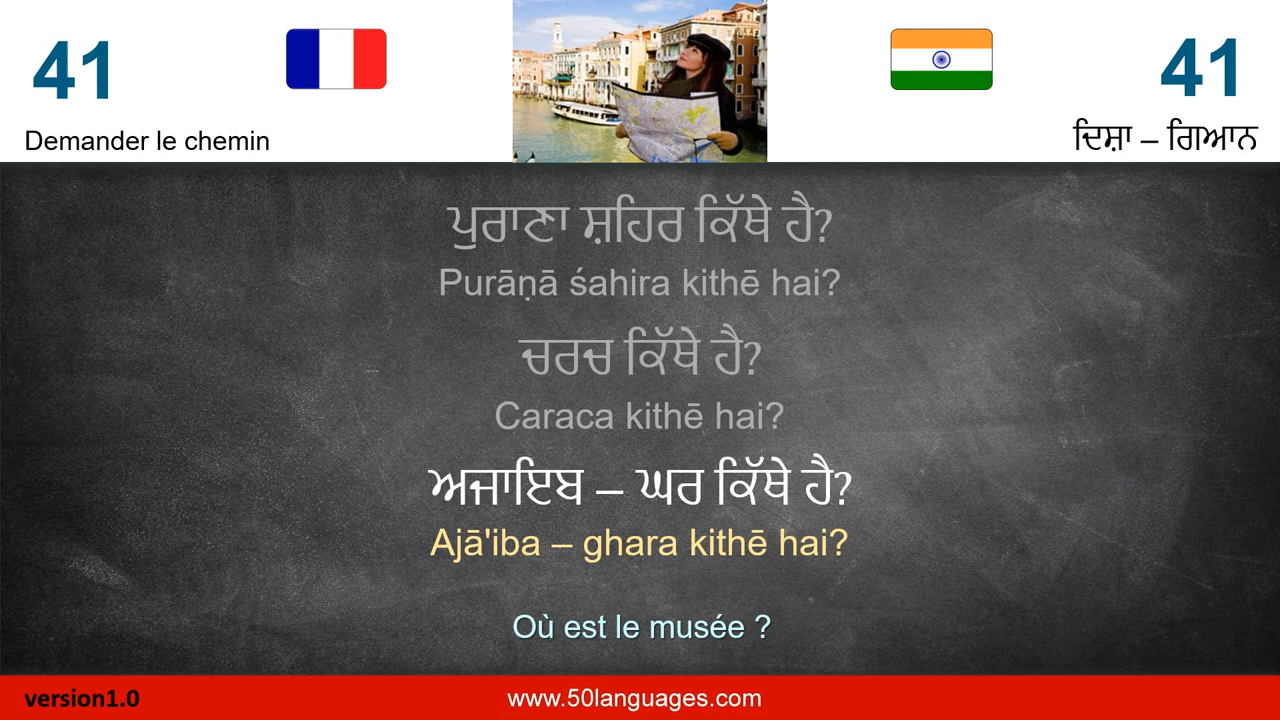 41
41
Demander le chemin
ਦਿਸ਼ਾ – ਗਿਆਨ
ਪੁਰਾਣਾ ਸ਼ਹਿਰ ਕਿੱਥੇ ਹੈ?
Purāṇā śahira kithē hai?
ਚਰਚ ਕਿੱਥੇ ਹੈ?
Caraca kithē hai?
ਅਜਾਇਬ – ਘਰ ਕਿੱਥੇ ਹੈ?
Ajā'iba – ghara kithē hai?
Où est le musée ?
version1.0
www.50languages.com